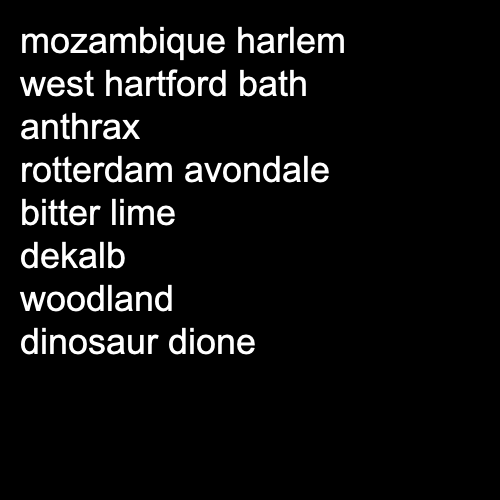 mozambique harlem
west hartford bath
anthrax
rotterdam avondale
bitter lime
dekalb
woodland
dinosaur dione